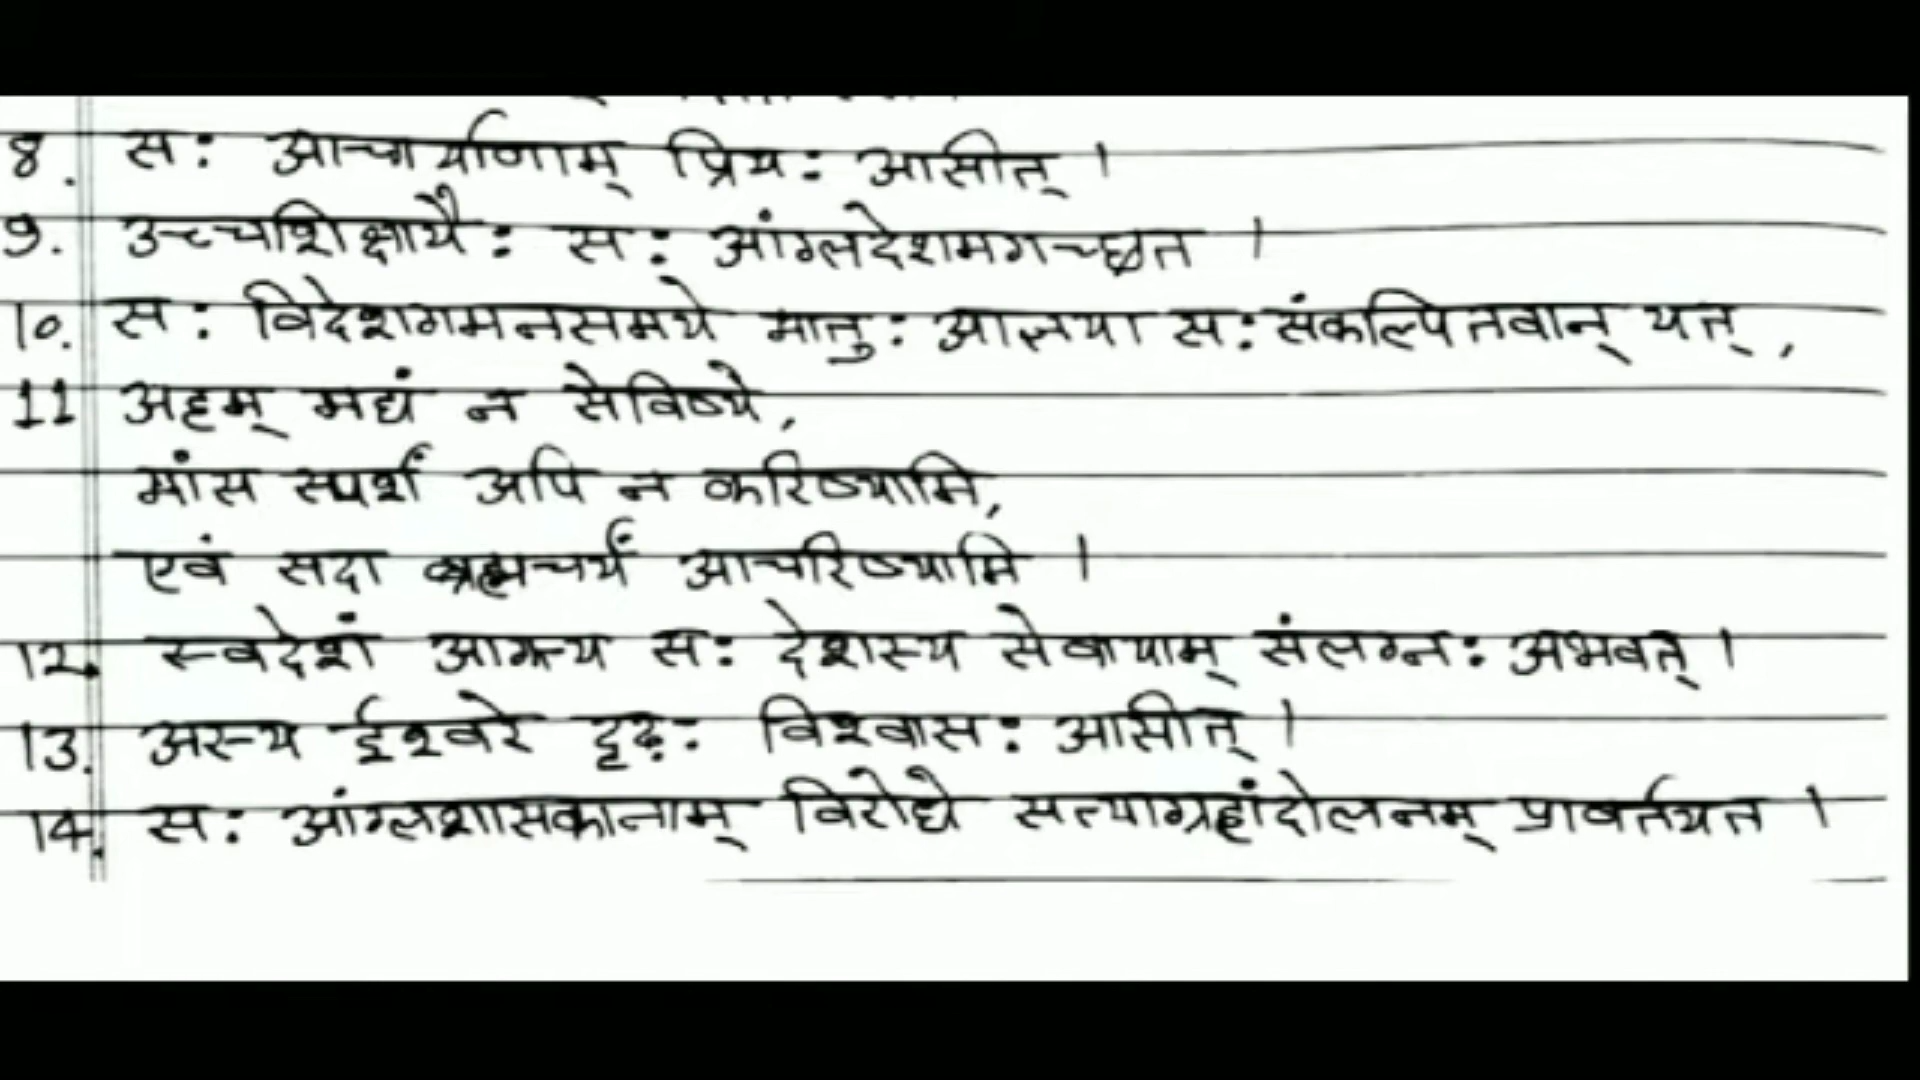 8. स: आचार्याणाम् प्रिय: आसीत् ।
9. उच्चशिक्षायै: स: आंग्लदेशमगच्छत ।
10. स: विदेशगमनसमये मातु: आज्ञया स: संकल्पितवान् यत् ,
11 अहम् मद्यं न सेविष्ये,
मांस स्पर्शं अपि न करिष्यामि,
एवं सदा ब्रह्मचर्यं आचरिष्यामि ।
12. स्वदेशं आगत्य स: देशस्य सेवायाम् संलग्न: अभवत् ।
13. अस्य ईश्वरे दृढ़: विश्वास: आसीत् ।
14. स: आंग्लशासकानाम् विरोधे सत्याग्रहांदोलनम् प्रावर्तयत ।